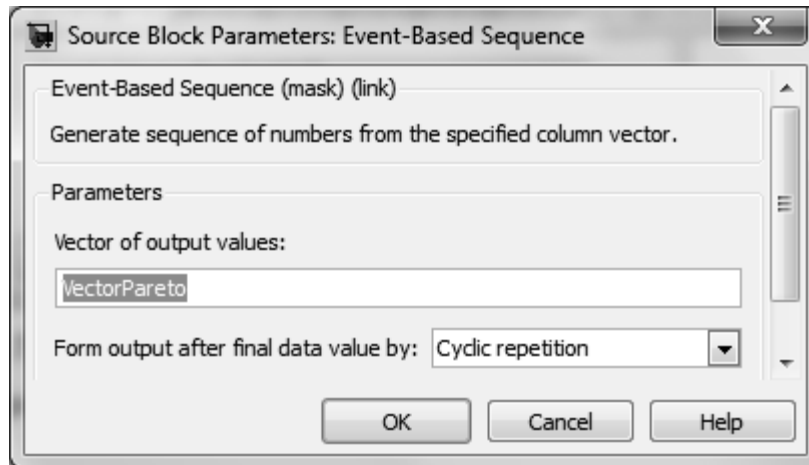 Source Block Parameters: Event-Based Sequence
Event-Based Sequence (mask) (link)
Generate sequence of numbers from the specified column vector.
Parameters
Vector of output values:
VectorPareto
Form output after final data value by: Cyclic repetition
OK Cancel Help